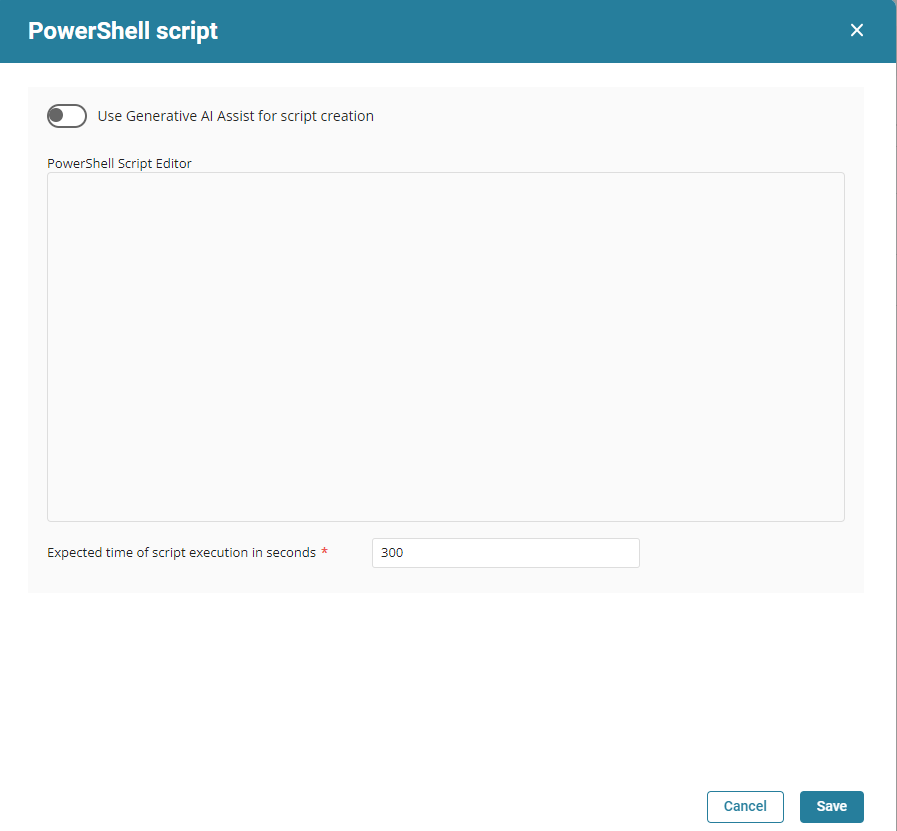 PowerShell script
Use Generative AI Assist for script creation
PowerShell Script Editor
Expected time of script execution in seconds * 300
Cancel Save